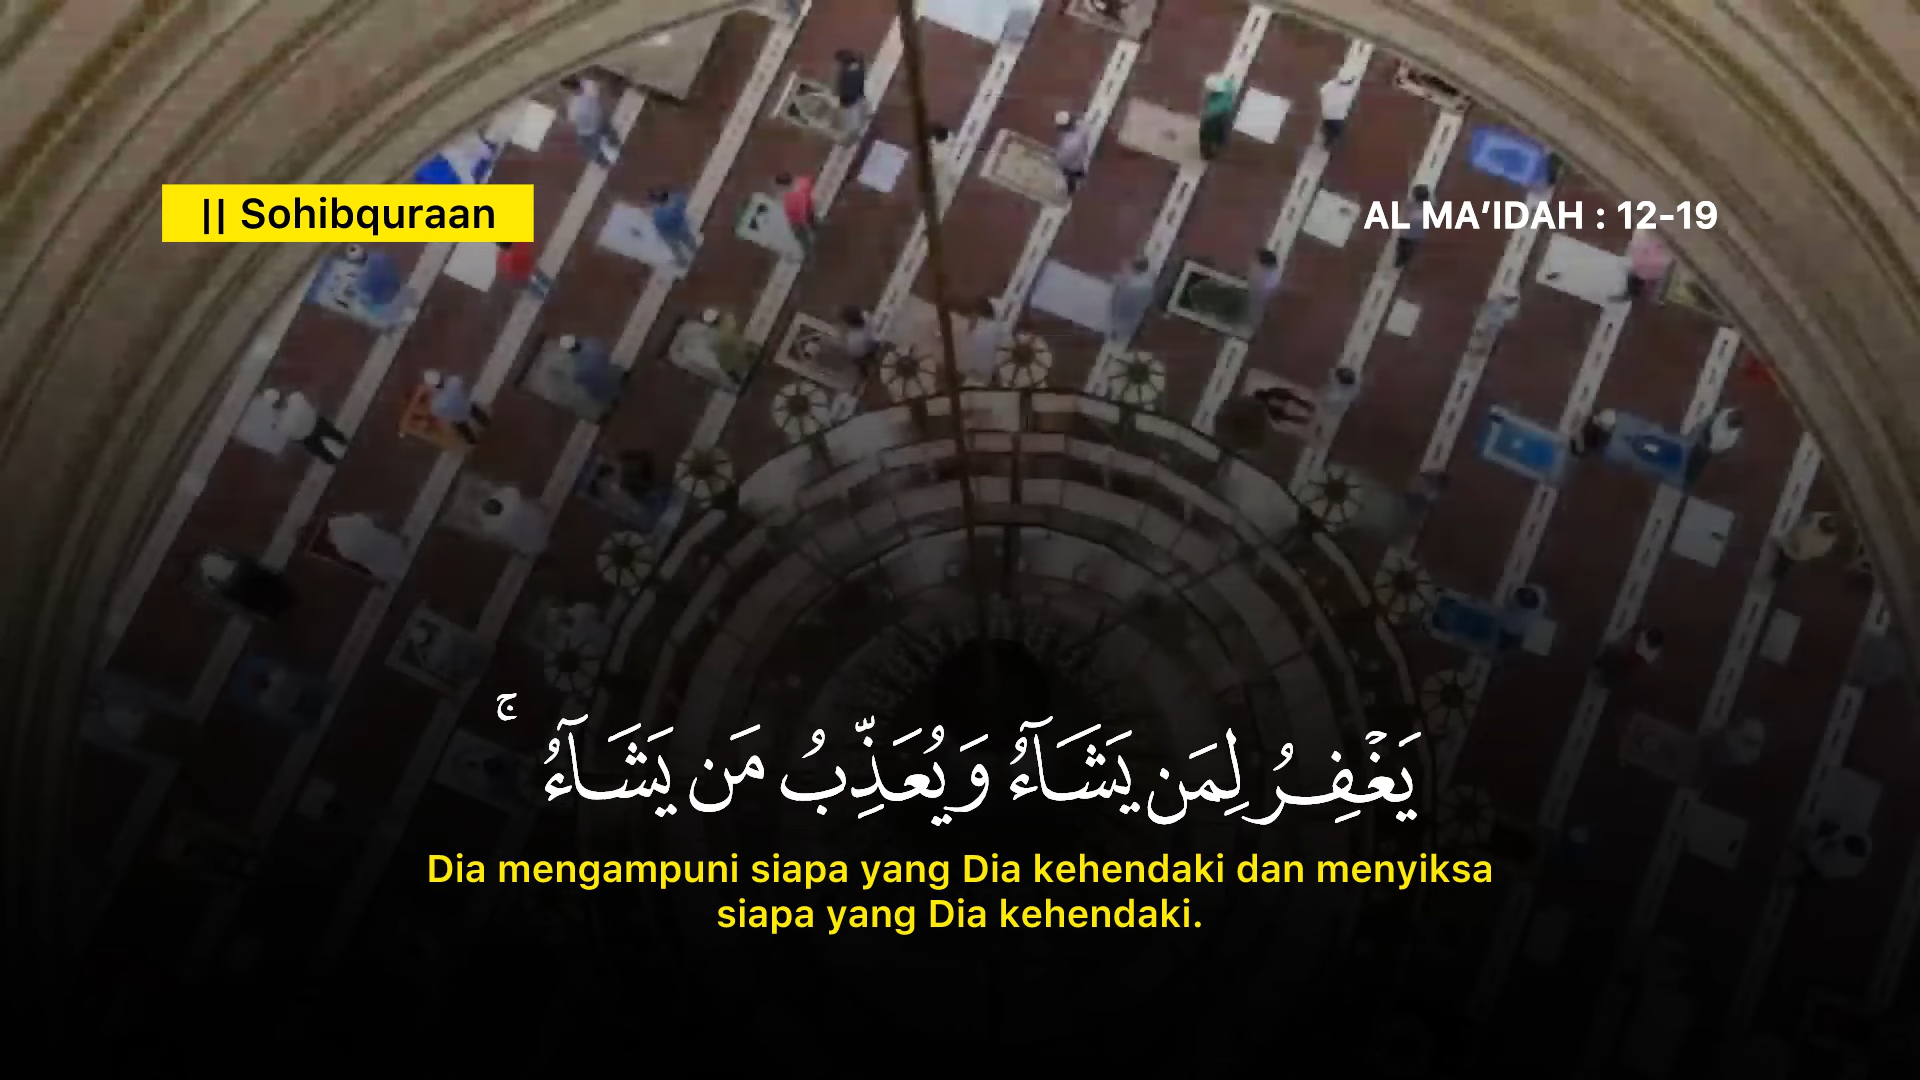 || Sohibquraan
AL MA’IDAH : 12-19
يَغْفِرُ لِمَن يَشَآءُ وَيُعَذِّبُ مَن يَشَآءُ ۚ
Dia mengampuni siapa yang Dia kehendaki dan menyiksa
siapa yang Dia kehendaki.